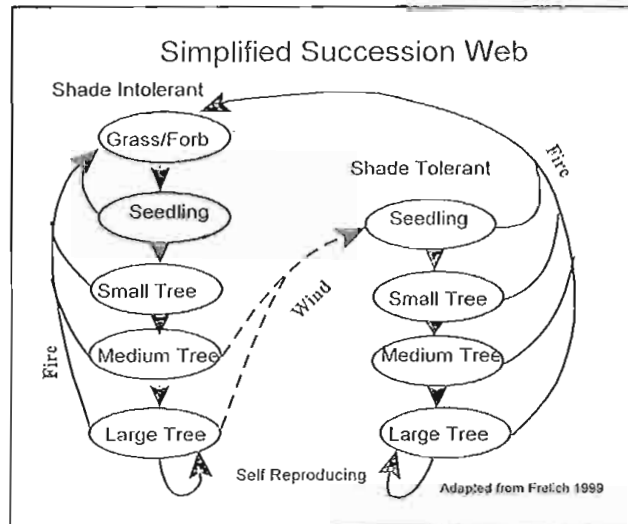 Simplified Succession Web
Shade Intolerant
Grass/Forb
Seedling
Small Tree
Medium Tree
Large Tree
Fire
Wind
Shade Tolerant
Seedling
Small Tree
Medium Tree
Large Tree
Fire
Self Reproducing
Adapted from Frelich 1999